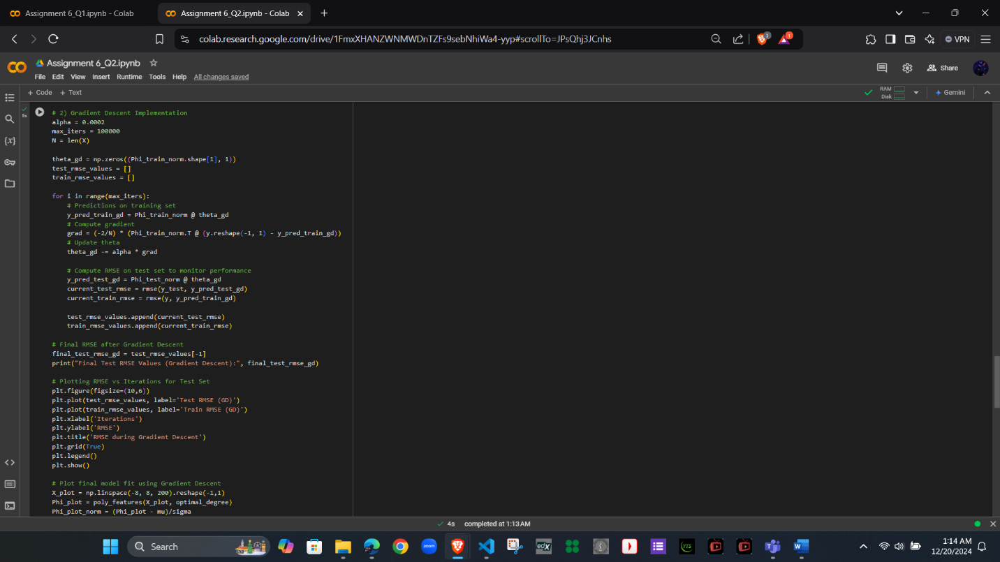 Assignment 6_Q1.ipynb - Colab
Assignment 6_Q2.ipynb - Colab
colab.research.google.com/drive/1FmxXHANZWNMWDnTZFs9sebNhiWa4-yyp#scrollTo=JPsQhj3JCnhs
3
1
VPN
Assignment 6_Q2.ipynb
File Edit View Insert Runtime Tools Help All changes saved
Share
+ Code + Text
RAM
Disk
Gemini
5s
# 2) Gradient Descent Implementation
alpha = 0.0002
max_iters = 100000
N = len(X)
theta_gd = np.zeros((Phi_train_norm.shape[1], 1))
test_rmse_values = []
train_rmse_values = []
for i in range(max_iters):
# Predictions on training set
y_pred_train_gd = Phi_train_norm @ theta_gd
# Compute gradient
grad = (-2/N) * (Phi_train_norm.T @ (y.reshape(-1, 1) - y_pred_train_gd))
# Update theta
theta_gd -= alpha * grad
# Compute RMSE on test set to monitor performance
y_pred_test_gd = Phi_test_norm @ theta_gd
current_test_rmse = rmse(y_test, y_pred_test_gd)
current_train_rmse = rmse(y, y_pred_train_gd)
test_rmse_values.append(current_test_rmse)
train_rmse_values.append(current_train_rmse)
# Final RMSE after Gradient Descent
final_test_rmse_gd = test_rmse_values[-1]
print("Final Test RMSE Values (Gradient Descent):", final_test_rmse_gd)
# Plotting RMSE vs Iterations for Test Set
plt.figure(figsize=(10,6))
plt.plot(test_rmse_values, label='Test RMSE (GD)')
plt.plot(train_rmse_values, label='Train RMSE (GD)')
plt.xlabel('Iterations')
plt.ylabel('RMSE')
plt.title('RMSE during Gradient Descent')
plt.grid(True)
plt.legend()
plt.show()
# Plot final model fit using Gradient Descent
X_plot = np.linspace(-8, 8, 200).reshape(-1,1)
Phi_plot = poly_features(X_plot, optimal_degree)
Phi_plot_norm = (Phi_plot - mu)/sigma
4s completed at 1:13 AM
Search
zoom
edX
YTS
1:14 AM
12/20/2024